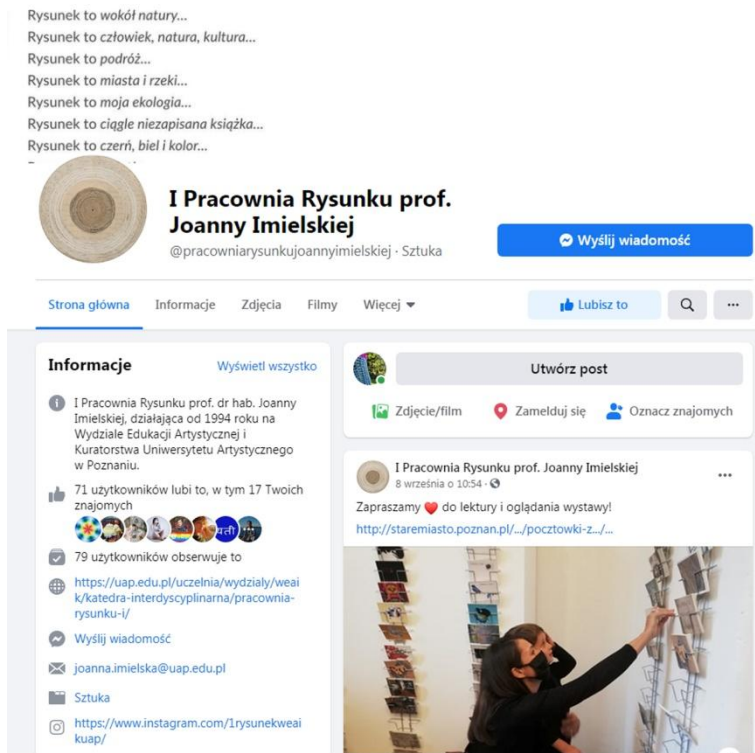 Rysunek to wokół natury...
Rysunek to człowiek, natura, kultura...
Rysunek to podróż...
Rysunek to miasta i rzeki...
Rysunek to moja ekologia...
Rysunek to ciągle niezapisana książka...
Rysunek to czerń, biel i kolor...
I Pracownia Rysunku prof.
Joanny Imielskiej
@pracowniarysunkujoannyimielskiej · Sztuka
Wyślij wiadomość
Strona główna Informacje Zdjęcia Filmy Więcej
Lubisz to
Informacje Wyświetl wszystko
I Pracownia Rysunku prof. dr hab. Joanny
Imielskiej, działająca od 1994 roku na
Wydziale Edukacji Artystycznej i
Kuratorstwa Uniwersytetu Artystycznego
w Poznaniu.
71 użytkowników lubi to, w tym 17 Twoich
znajomych
79 użytkowników obserwuje to
https://uap.edu.pl/uczelnia/wydzialy/weai
k/katedra-interdyscyplinarna/pracownia-
rysunku-i/
Wyślij wiadomość
joanna.imielska@uap.edu.pl
Sztuka
https://www.instagram.com/1rysunekweai
kuap/
Utwórz post
Zdjęcie/film Zamelduj się Oznacz znajomych
I Pracownia Rysunku prof. Joanny Imielskiej
8 września o 10:54 ·
Zapraszamy ❤ do lektury i oglądania wystawy!
http://staremiasto.poznan.pl/.../pocztowki-z.../...